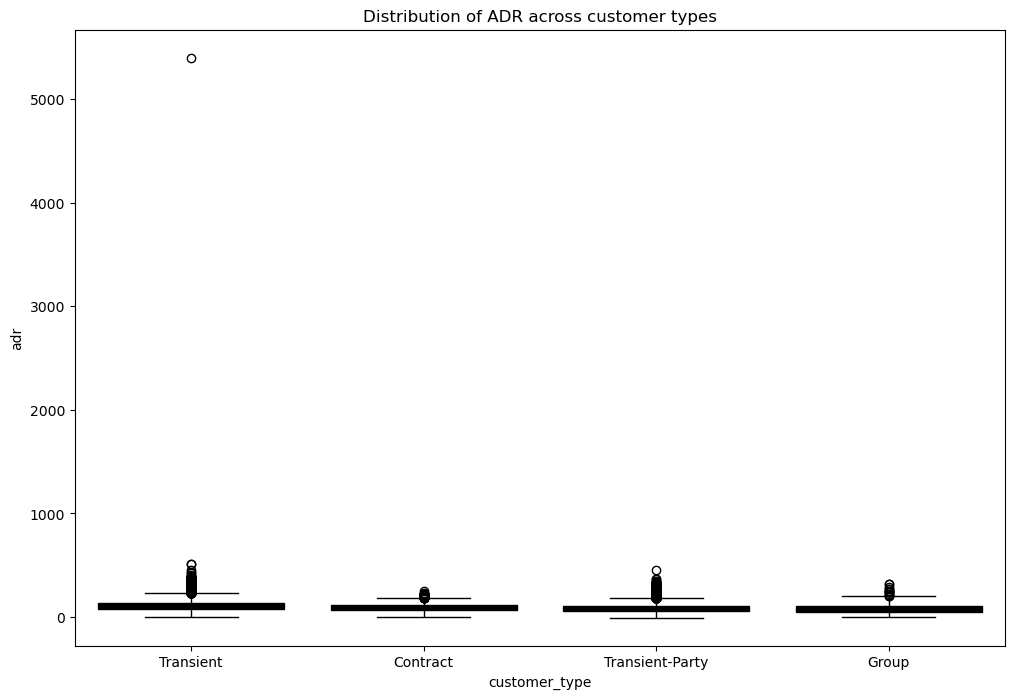 Distribution of ADR across customer types
adr
5000
4000
3000
2000
1000
0
Transient
Contract
Transient-Party
Group
customer_type